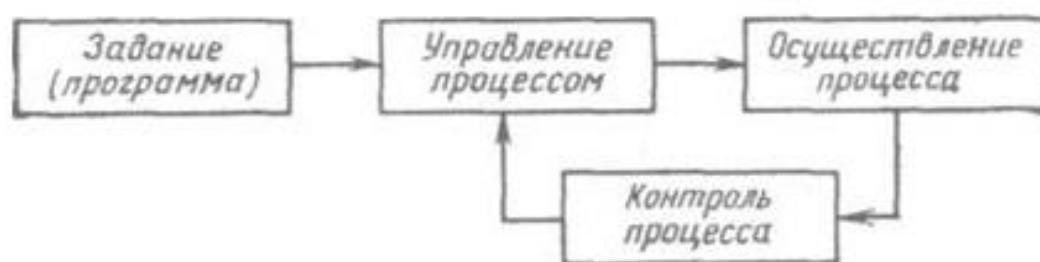 Задание
(программа)
Управление
процессом
Осуществление
процесса
Контроль
процесса